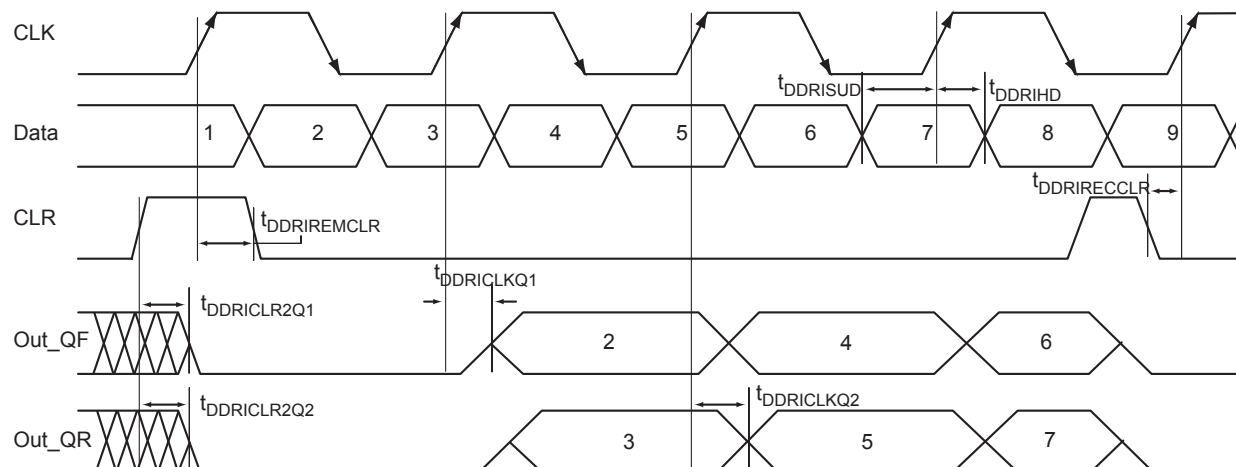 CLK
tDDRISUD
tDDRIHD
Data
1 2 3 4 5 6 7 8 9
tDDRIRECCLR
CLR
tDDRIREMCLR
tDDRICLKQ1
tDDRICLR2Q1
Out_QF
2 4 6
tDDRICLR2Q2
tDDRICLKQ2
Out_QR
3 5 7